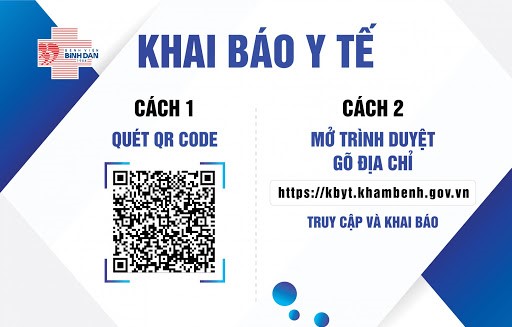 BỆNH VIỆN
BÌNH DÂN
KHAI BÁO Y TẾ
CÁCH 1
QUÉT QR CODE
CÁCH 2
MỞ TRÌNH DUYỆT
GÕ ĐỊA CHỈ
https://kbyt.khambenh.gov.vn
TRUY CẬP VÀ KHAI BÁO